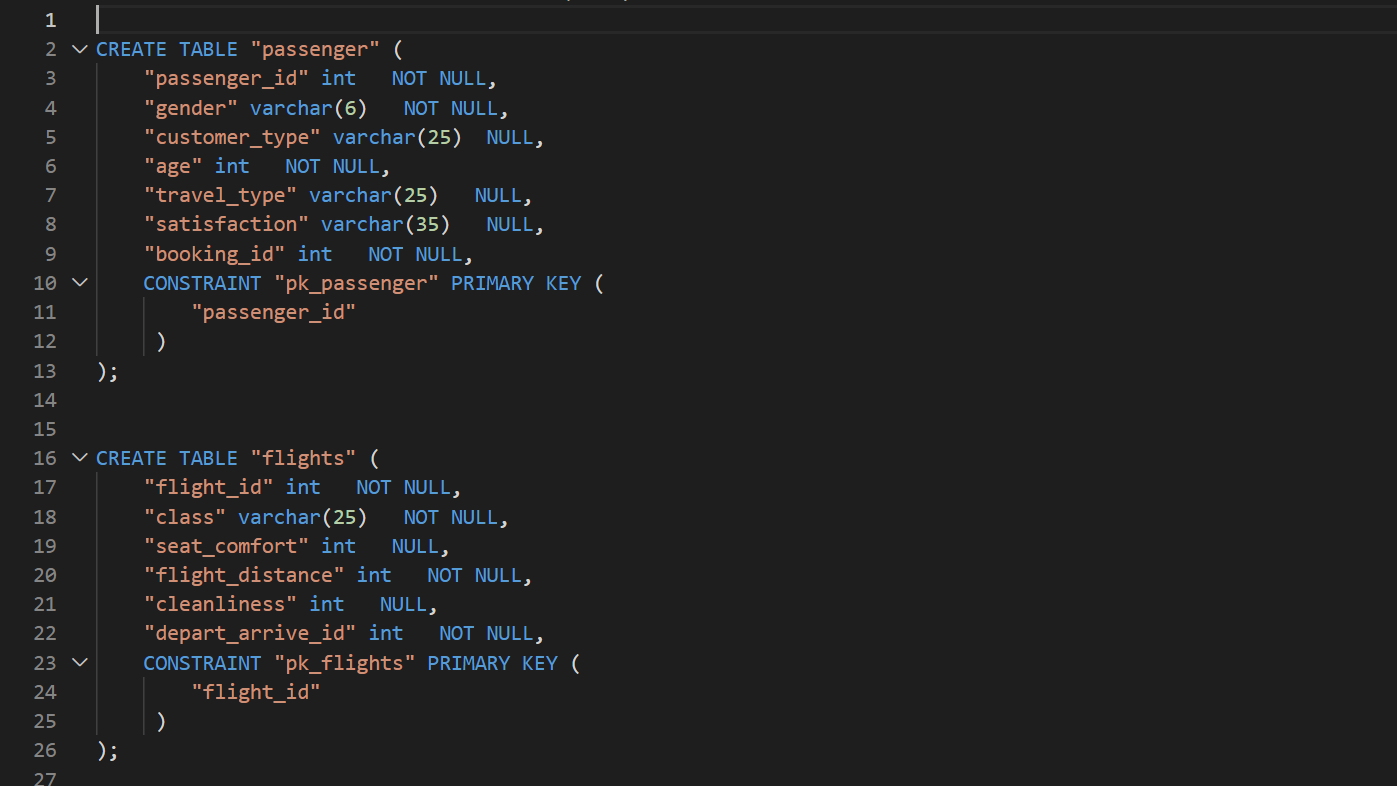 1
2 CREATE TABLE "passenger" (
3 "passenger_id" int   NOT NULL,
4 "gender" varchar(6)   NOT NULL,
5 "customer_type" varchar(25)  NULL,
6 "age" int   NOT NULL,
7 "travel_type" varchar(25)   NULL,
8 "satisfaction" varchar(35)   NULL,
9 "booking_id" int   NOT NULL,
10 CONSTRAINT "pk_passenger" PRIMARY KEY (
11 "passenger_id"
12 )
13 );
14
15
16 CREATE TABLE "flights" (
17 "flight_id" int   NOT NULL,
18 "class" varchar(25)   NOT NULL,
19 "seat_comfort" int   NULL,
20 "flight_distance" int   NOT NULL,
21 "cleanliness" int   NULL,
22 "depart_arrive_id" int   NOT NULL,
23 CONSTRAINT "pk_flights" PRIMARY KEY (
24 "flight_id"
25 )
26 );
27